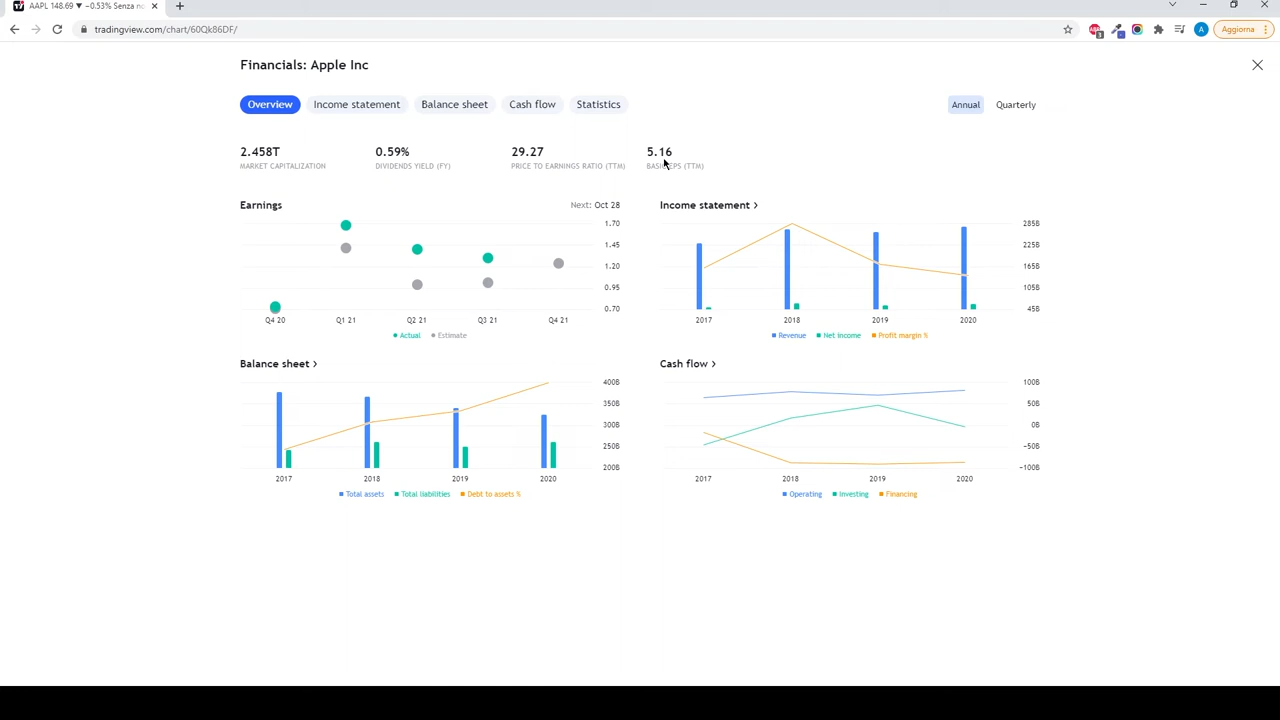 AAPL 148.69 ▼ −0.53% Senza no
tradingview.com/chart/60Qk86DF/
Aggiorna
Financials: Apple Inc
Overview Income statement Balance sheet Cash flow Statistics Annual Quarterly
2.458T 0.59% 29.27 5.16
MARKET CAPITALIZATION DIVIDENDS YIELD (FY) PRICE TO EARNINGS RATIO (TTM) BASIC EPS (TTM)
Earnings Next: Oct 28
1.70
1.45
1.20
0.95
0.70
Q4 20 Q1 21 Q2 21 Q3 21 Q4 21
Actual Estimate
Income statement >
285B
225B
165B
105B
45B
2017 2018 2019 2020
Revenue Net income Profit margin %
Balance sheet >
400B
350B
300B
250B
200B
2017 2018 2019 2020
Total assets Total liabilities Debt to assets %
Cash flow >
100B
50B
0B
−50B
−100B
2017 2018 2019 2020
Operating Investing Financing